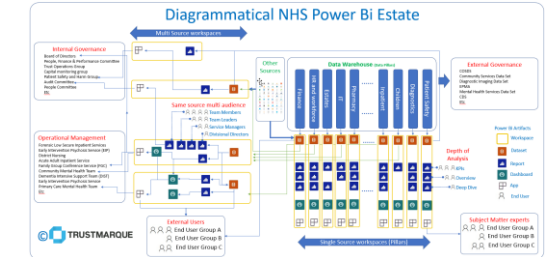 Diagrammatical NHS Power Bi Estate
Multi Source workspaces
Internal Governance
Board of Directors
People, Finance & Performance Committee
Trust Operations Group
Capital monitoring group
Patient Safety and Harm Groups
Audit Committee
People Committee
Etc
Other Sources
Data Warehouse (Data Pillars)
Finance
HR and workforce
Estates
IT
Pharmacy
Inpatient
Children
Diagnostics
Patient Safety
External Governance
Community Services Data Set
Diagnostic Imaging Data Set
EPMA
Mental Health Services Data Set
CDS
Etc
Same source multi audience
Team Members
Team Leaders
Service Managers
Divisional Directors
Operational Management
Forensic Low Secure Inpatient Services
Early Intervention Psychosis Service (EIP)
District Nursing
Acute Adult Inpatient Service
Family Group Conference Service (FGC)
Community Mental Health Team
Dementia Intensive Support Team (DIST)
Early Intervention Psychosis Services
Primary Care Mental Health Team
Etc
Power Bi Artifacts
Workspace
Dataset
Report
Dashboard
App
End user
Depth of Analysis
KPIs
Overview
Deep Dive
External Users
End User Group A
End User Group B
End User Group C
Single Source workspaces (Pillars)
Subject Matter experts
End User Group A
End User Group B
End User Group C
© TRUSTMARQUE